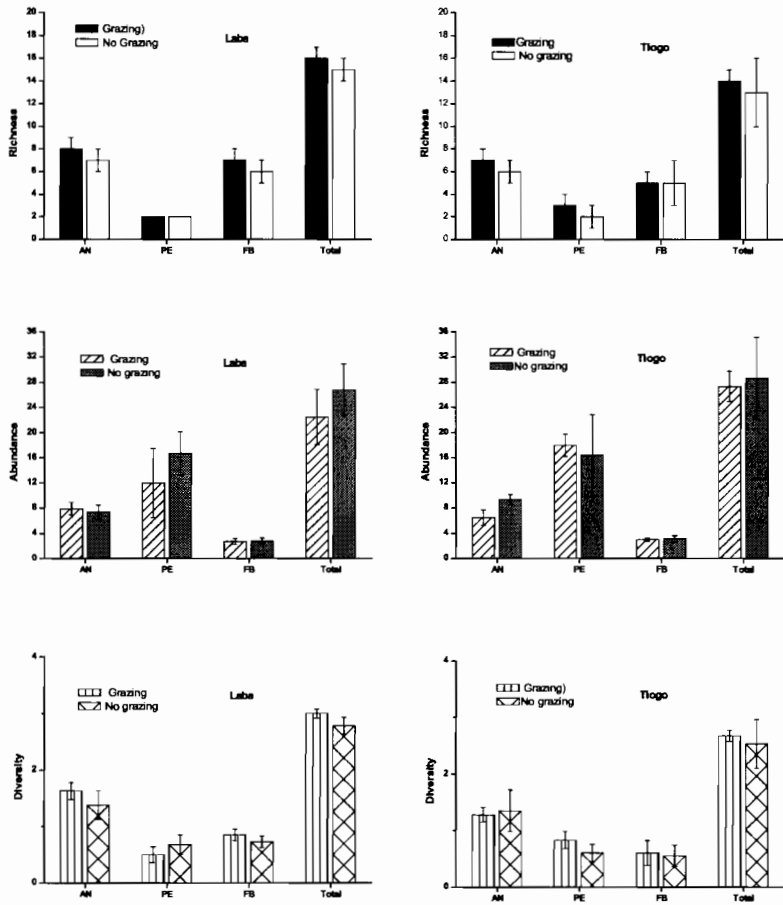 Grazing)
No Grazing
Laba
Richness
20
18
16
14
12
10
8
6
4
2
0
AN PE FB Total
Grazing
No grazing
Tiogo
Richness
20
18
16
14
12
10
8
6
4
2
0
AN PE FB Total
Grazing
No grazing
Laba
Abundance
36
32
28
24
20
16
12
8
4
0
AN PE FB Total
Grazing
No grazing
Tiogo
Abundance
36
32
28
24
20
16
12
8
4
0
AN PE FB Total
Grazing
No grazing
Laba
Diversity
4
2
0
AN PE FB Total
Grazing)
No grazing
Tiogo
Diversity
4
2
0
AN PE FB Total